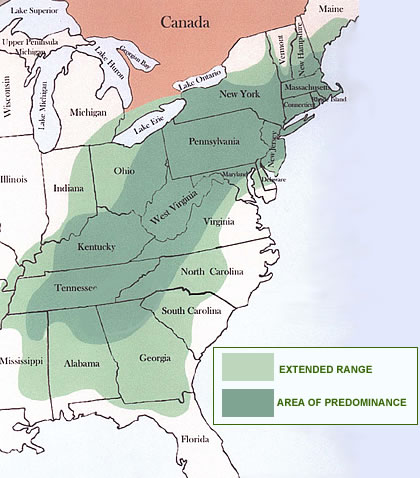 Lake Superior
Canada
Maine
Upper Peninsula
Michigan
Georgian Bay
Lake Huron
Vermont
New Hampshire
Lake Ontario
Wisconsin
Lake Michigan
Michigan
New York
Massachusetts
Connecticut
Rhode Island
Lake Erie
Pennsylvania
New Jersey
Illinois
Indiana
Ohio
Maryland
Delaware
West Virginia
Virginia
Kentucky
Tennessee
North Carolina
South Carolina
Mississippi
Alabama
Georgia
Florida
EXTENDED RANGE
AREA OF PREDOMINANCE